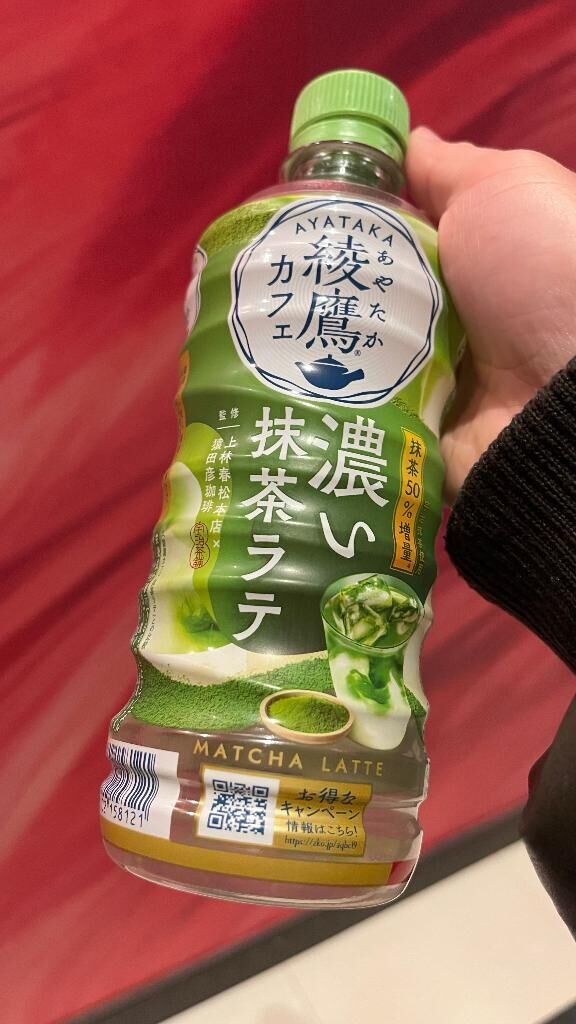 AYATAKA
あやたか
綾鷹
カフェ
抹茶50%増量
濃い
抹茶ラテ
監修
上林春松本店×
猿田彦珈琲
MATCHA LATTE
お得な
キャンペーン
情報はこちら!
158121